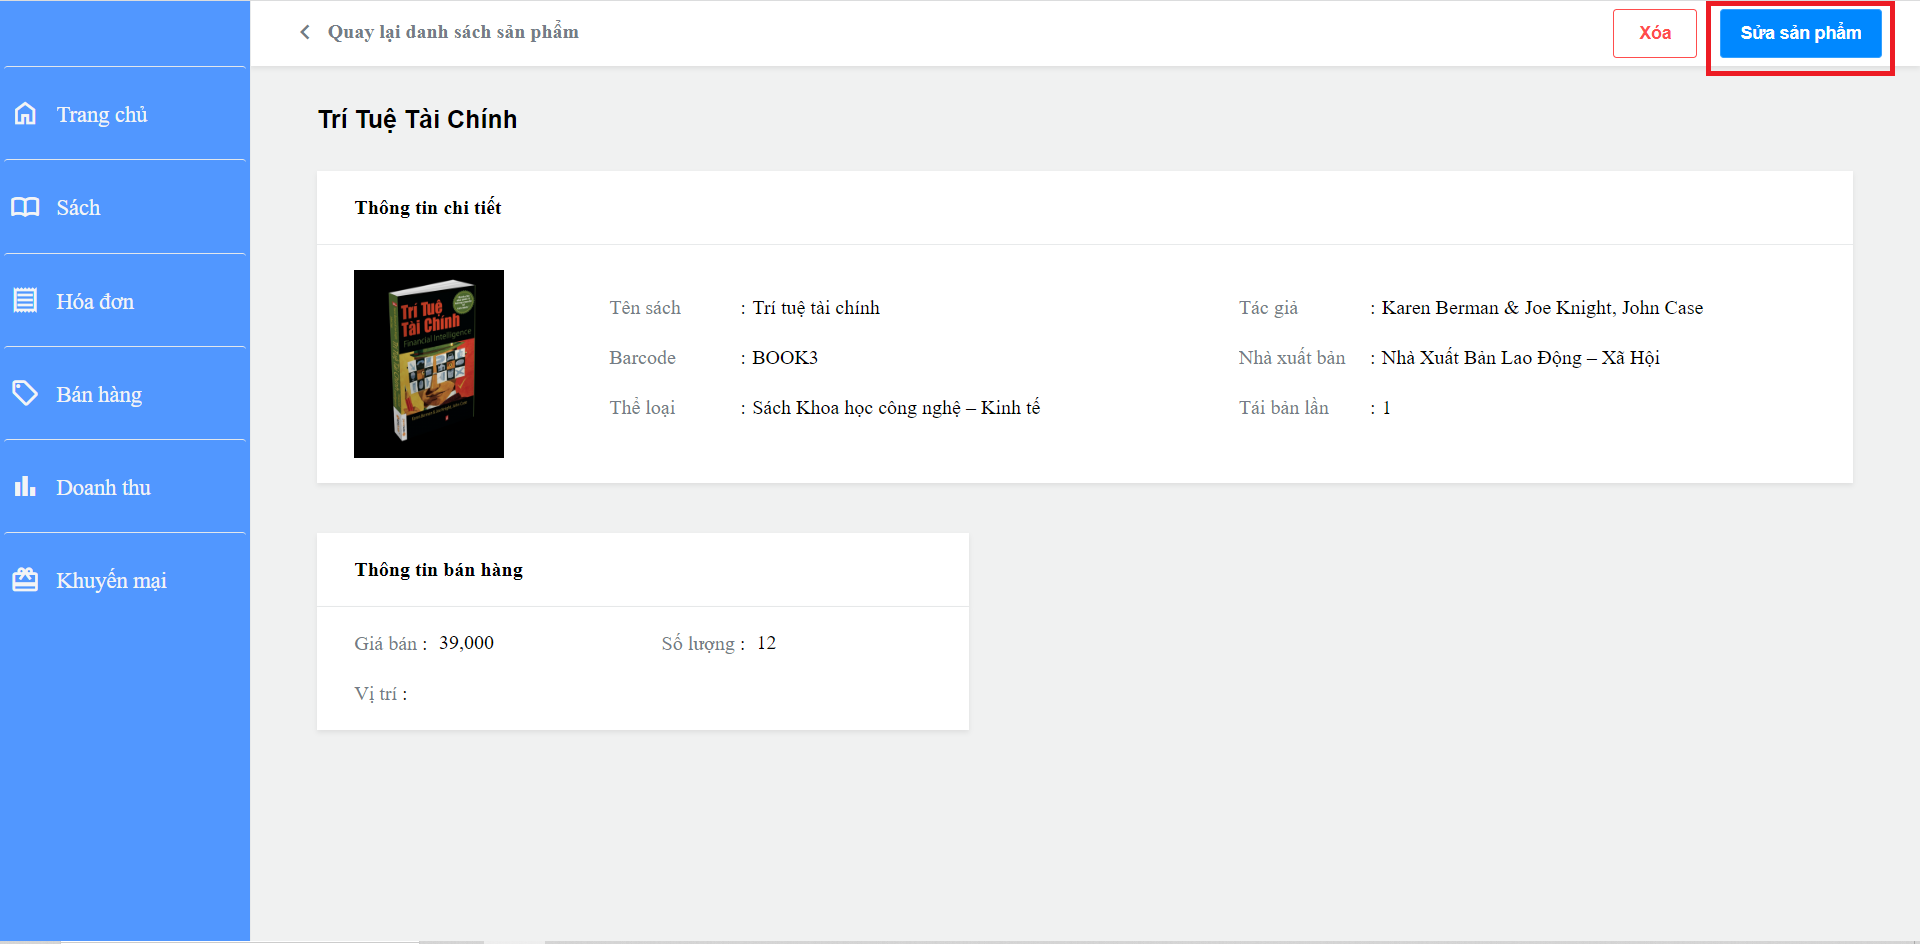 Quay lại danh sách sản phẩm
Xóa
Sửa sản phẩm
Trang chủ
Sách
Hóa đơn
Bán hàng
Doanh thu
Khuyến mại
Trí Tuệ Tài Chính
Thông tin chi tiết
Trí Tuệ
Tài Chính
Financial Intelligence
Tên sách : Trí tuệ tài chính
Tác giả : Karen Berman & Joe Knight, John Case
Barcode : BOOK3
Nhà xuất bản : Nhà Xuất Bản Lao Động – Xã Hội
Thể loại : Sách Khoa học công nghệ – Kinh tế
Tái bản lần : 1
Thông tin bán hàng
Giá bán : 39,000
Số lượng : 12
Vị trí :